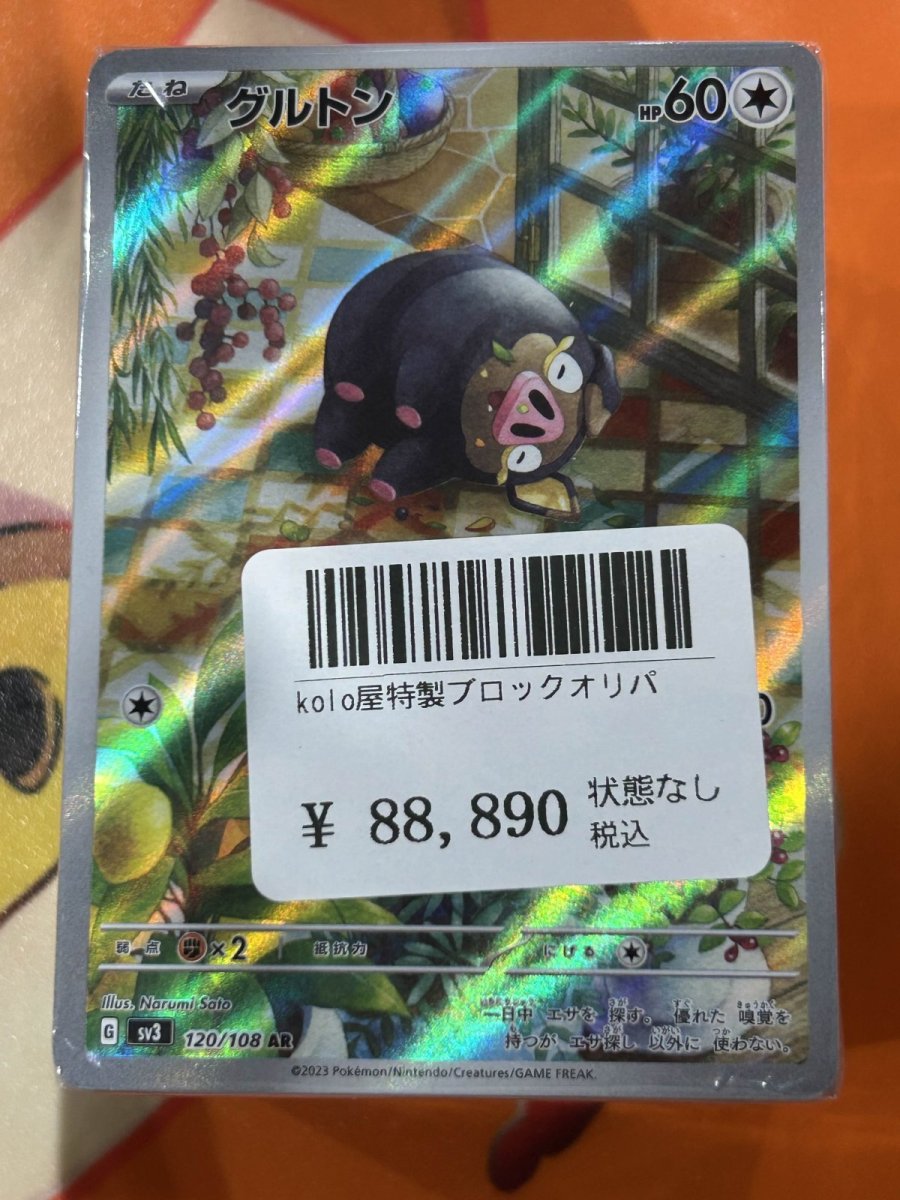 たね グルトン HP60
kolo屋特製ブロックオリパ
¥ 88,890 状態なし
税込
弱点 ×2 抵抗力 にげる
Illus. Narumi Sato
一日中 エサを 探す。 優れた 嗅覚を
持つが エサ探し 以外に 使わない。
G sv3 120/108 AR
©2023 Pokémon/Nintendo/Creatures/GAME FREAK.